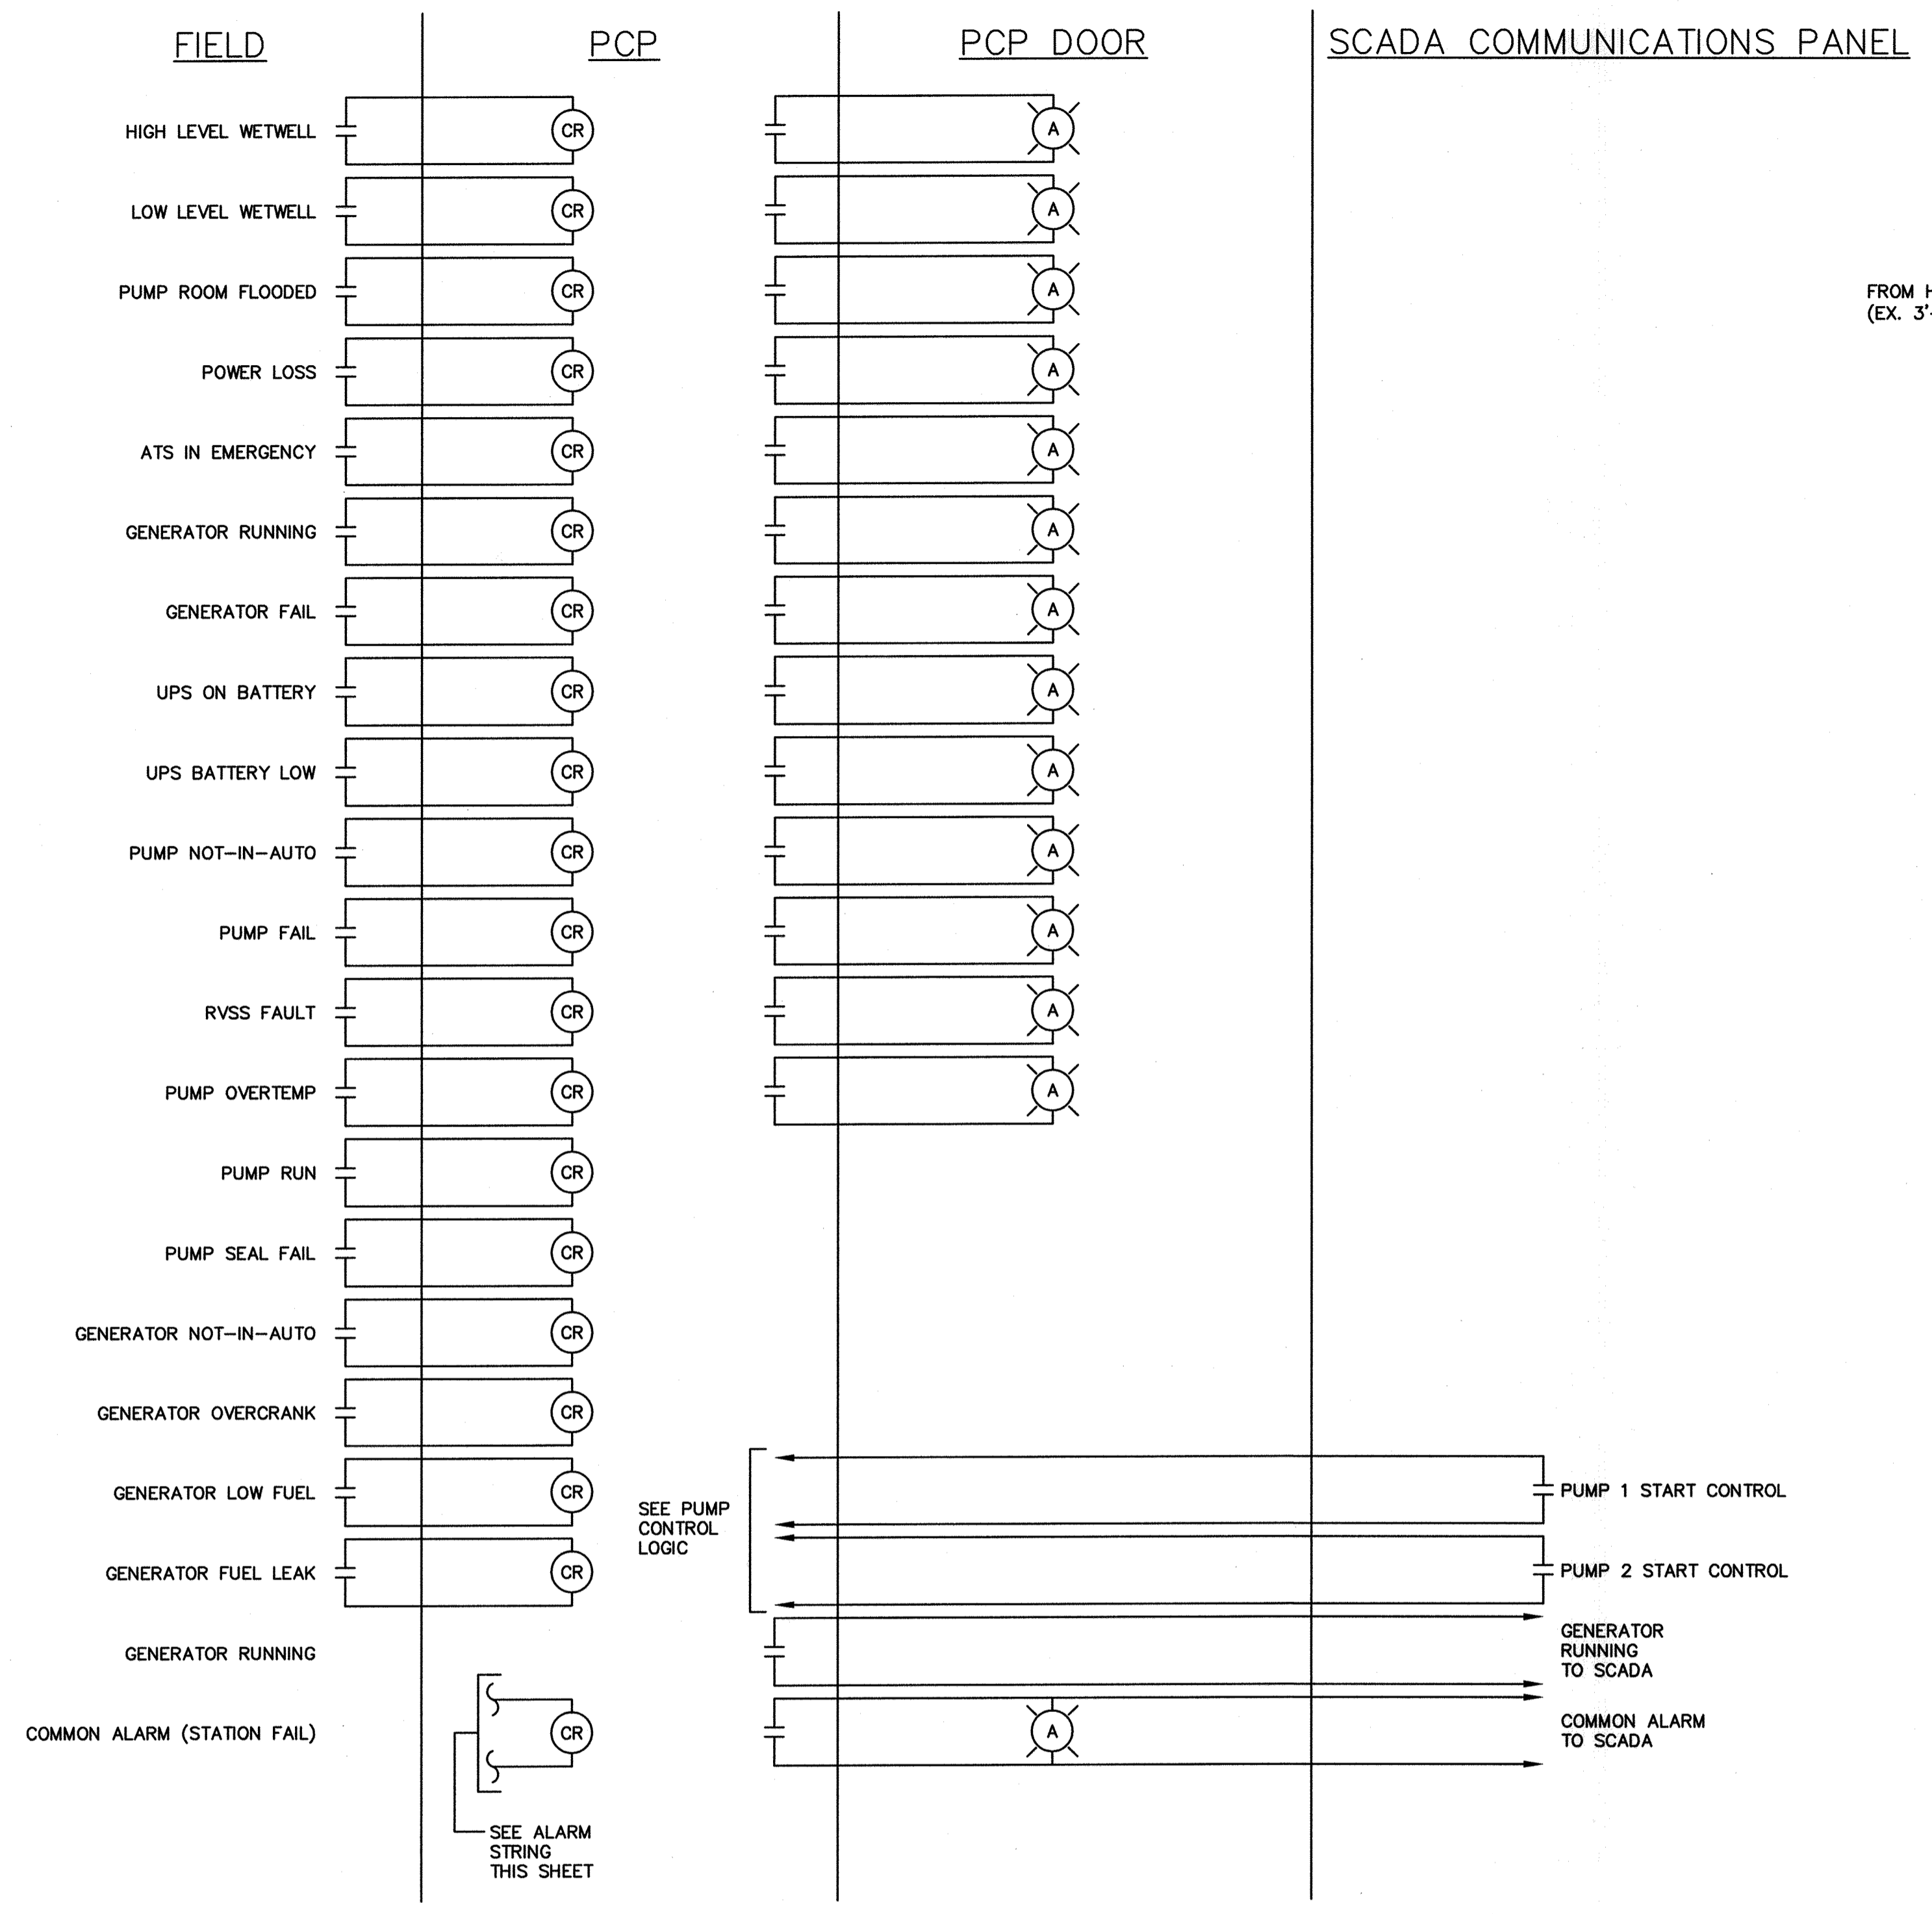 FIELD
PCP
PCP DOOR
SCADA COMMUNICATIONS PANEL
HIGH LEVEL WETWELL
CR
A
LOW LEVEL WETWELL
CR
A
PUMP ROOM FLOODED
CR
A
FROM H
(EX. 3'-
POWER LOSS
CR
A
ATS IN EMERGENCY
CR
A
GENERATOR RUNNING
CR
A
GENERATOR FAIL
CR
A
UPS ON BATTERY
CR
A
UPS BATTERY LOW
CR
A
PUMP NOT-IN-AUTO
CR
A
PUMP FAIL
CR
A
RVSS FAULT
CR
A
PUMP OVERTEMP
CR
A
PUMP RUN
CR
PUMP SEAL FAIL
CR
GENERATOR NOT-IN-AUTO
CR
GENERATOR OVERCRANK
CR
GENERATOR LOW FUEL
CR
SEE PUMP
CONTROL
LOGIC
PUMP 1 START CONTROL
GENERATOR FUEL LEAK
CR
PUMP 2 START CONTROL
GENERATOR RUNNING
GENERATOR
RUNNING
TO SCADA
COMMON ALARM (STATION FAIL)
CR
A
COMMON ALARM
TO SCADA
SEE ALARM
STRING
THIS SHEET